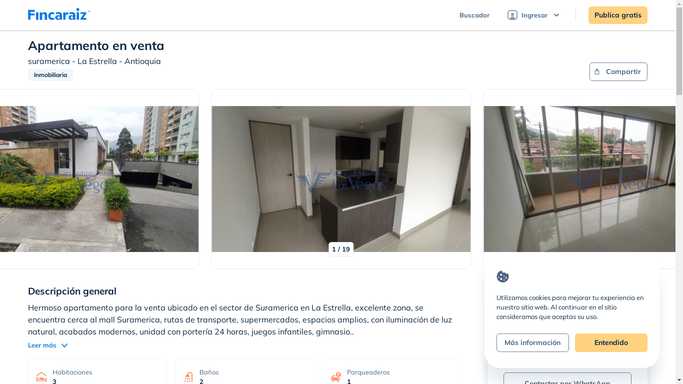 Fincaraiz
Buscador
Ingresar
Publica gratis
Apartamento en venta
suramerica - La Estrella - Antioquia
Inmobiliaria
Compartir
1 / 19
Descripción general
Hermoso apartamento para la venta ubicado en el sector de Suramerica en La Estrella, excelente zona, se
encuentra cerca al mall Suramerica, rutas de transporte, supermercados, espacios amplios, con iluminación de luz
natural, acabados modernos, unidad con portería 24 horas, juegos infantiles, gimnasio..
Leer más
Habitaciones
3
Baños
2
Parqueaderos
1
Utilizamos cookies para mejorar tu experiencia en
nuestro sitio web. Al continuar en el sitio
consideramos que aceptas su uso.
Más información
Entendido
Contactar por WhatsApp